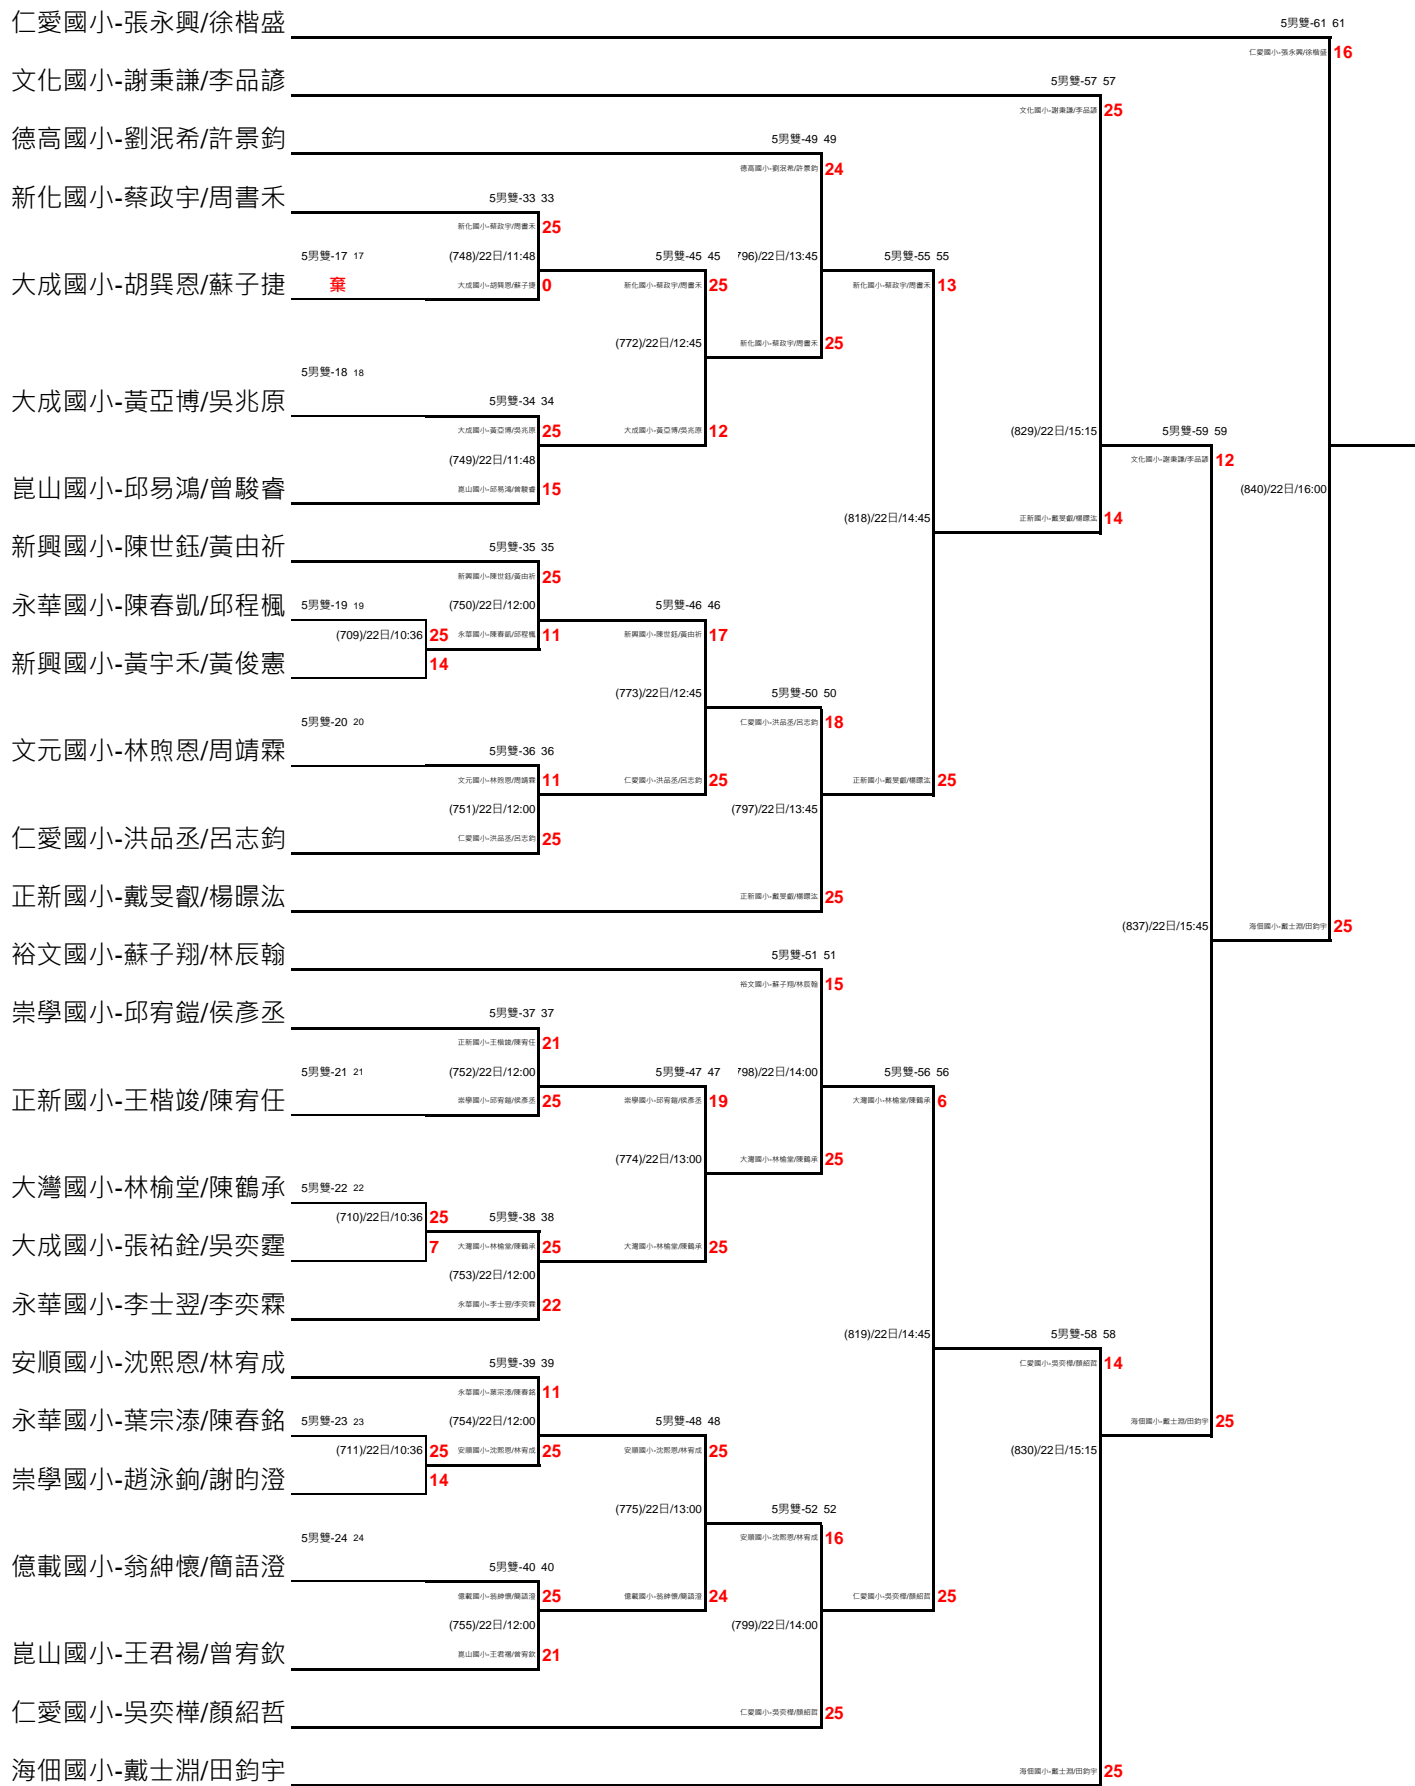 仁愛國小-張永興/徐楷盛
5男雙-61 61
仁愛國小-張永興/徐楷盛 16
文化國小-謝秉謙/李品諺
5男雙-57 57
文化國小-謝秉謙/李品諺 25
德高國小-劉泯希/許景鈞
5男雙-49 49
德高國小-劉泯希/許景鈞 24
新化國小-蔡政宇/周書禾
5男雙-33 33
新化國小-蔡政宇/周書禾 25
5男雙-17 17
(748)/22日/11:48
5男雙-45 45
796)/22日/13:45
5男雙-55 55
大成國小-胡巽恩/蘇子捷
棄
大成國小-胡巽恩/蘇子捷 0
新化國小-蔡政宇/周書禾 25
新化國小-蔡政宇/周書禾 13
(772)/22日/12:45
新化國小-蔡政宇/周書禾 25
5男雙-18 18
大成國小-黃亞博/吳兆原
5男雙-34 34
大成國小-黃亞博/吳兆原 25
大成國小-黃亞博/吳兆原 12
(829)/22日/15:15
5男雙-59 59
(749)/22日/11:48
文化國小-謝秉謙/李品諺 12
崑山國小-邱易鴻/曾駿睿
崑山國小-邱易鴻/曾駿睿 15
(840)/22日/16:00
(818)/22日/14:45
正新國小-戴旻叡/楊暻汯 14
新興國小-陳世鈺/黃由祈
5男雙-35 35
新興國小-陳世鈺/黃由祈 25
永華國小-陳春凱/邱程楓
5男雙-19 19
(750)/22日/12:00
5男雙-46 46
(709)/22日/10:36 25
永華國小-陳春凱/邱程楓 11
新興國小-陳世鈺/黃由祈 17
新興國小-黃宇禾/黃俊憲
14
(773)/22日/12:45
5男雙-50 50
5男雙-20 20
仁愛國小-洪品丞/呂志鈞 18
文元國小-林煦恩/周靖霖
5男雙-36 36
文元國小-林煦恩/周靖霖 11
仁愛國小-洪品丞/呂志鈞 25
正新國小-戴旻叡/楊暻汯 25
(751)/22日/12:00
(797)/22日/13:45
仁愛國小-洪品丞/呂志鈞
仁愛國小-洪品丞/呂志鈞 25
正新國小-戴旻叡/楊暻汯
正新國小-戴旻叡/楊暻汯 25
(837)/22日/15:45
海佃國小-戴士淵/田鈞宇 25
裕文國小-蘇子翔/林辰翰
5男雙-51 51
裕文國小-蘇子翔/林辰翰 15
崇學國小-邱宥鎧/侯彥丞
5男雙-37 37
正新國小-王楷竣/陳宥任 21
5男雙-21 21
(752)/22日/12:00
5男雙-47 47
798)/22日/14:00
5男雙-56 56
正新國小-王楷竣/陳宥任
崇學國小-邱宥鎧/侯彥丞 25
崇學國小-邱宥鎧/侯彥丞 19
大灣國小-林榆堂/陳鶴承 6
(774)/22日/13:00
大灣國小-林榆堂/陳鶴承 25
大灣國小-林榆堂/陳鶴承
5男雙-22 22
(710)/22日/10:36 25
5男雙-38 38
大成國小-張祐銓/吳奕霆
7
大灣國小-林榆堂/陳鶴承 25
大灣國小-林榆堂/陳鶴承 25
(753)/22日/12:00
永華國小-李士翌/李奕霖
永華國小-李士翌/李奕霖 22
(819)/22日/14:45
5男雙-58 58
安順國小-沈熙恩/林宥成
5男雙-39 39
仁愛國小-吳奕樺/顏紹哲 14
永華國小-葉宗溙/陳春銘 11
永華國小-葉宗溙/陳春銘
5男雙-23 23
(754)/22日/12:00
5男雙-48 48
海佃國小-戴士淵/田鈞宇 25
(711)/22日/10:36 25
安順國小-沈熙恩/林宥成 25
安順國小-沈熙恩/林宥成 25
(830)/22日/15:15
崇學國小-趙泳鉤/謝昀澄
14
(775)/22日/13:00
5男雙-52 52
5男雙-24 24
安順國小-沈熙恩/林宥成 16
億載國小-翁紳懷/簡語澄
5男雙-40 40
億載國小-翁紳懷/簡語澄 25
億載國小-翁紳懷/簡語澄 24
仁愛國小-吳奕樺/顏紹哲 25
(755)/22日/12:00
(799)/22日/14:00
崑山國小-王君禓/曾宥欽
崑山國小-王君禓/曾宥欽 21
仁愛國小-吳奕樺/顏紹哲
仁愛國小-吳奕樺/顏紹哲 25
海佃國小-戴士淵/田鈞宇
海佃國小-戴士淵/田鈞宇 25